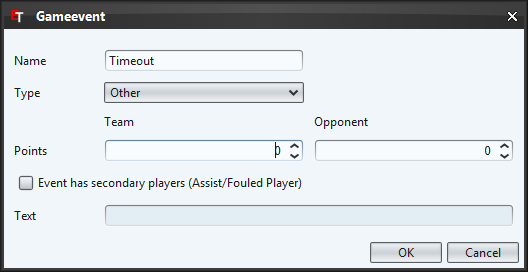 ET Gameevent
Name Timeout
Type Other
Team Opponent
Points 0 0
Event has secondary players (Assist/Fouled Player)
Text
OK Cancel